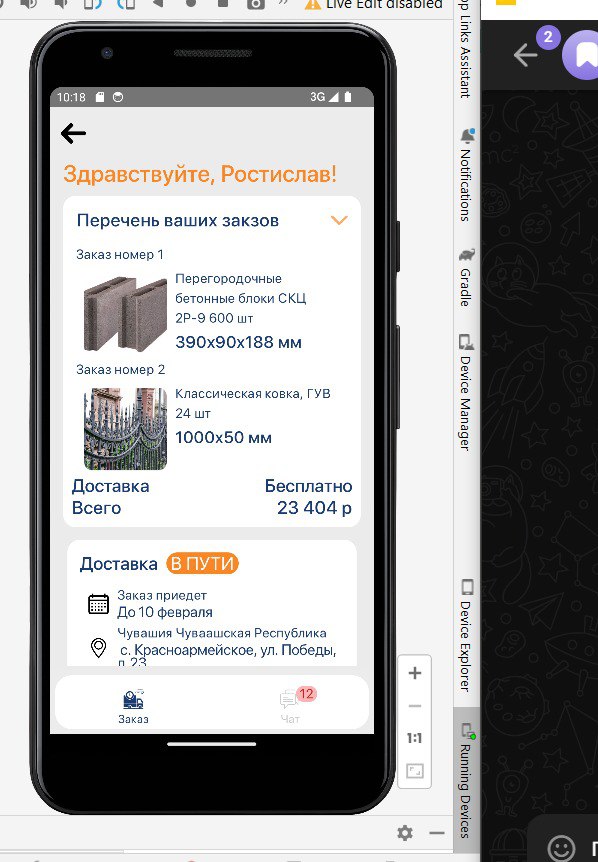 Live Edit disabled
App Links Assistant
2
10:18
3G
Notifications
Здравствуйте, Ростислав!
Перечень ваших закзов
Заказ номер 1
Gradle
Перегородочные
бетонные блоки СКЦ
2Р-9 600 шт
390х90х188 мм
Device Manager
Заказ номер 2
Классическая ковка, ГУВ
24 шт
1000х50 мм
Доставка Бесплатно
Всего 23 404 р
Доставка В ПУТИ
Заказ приедет
До 10 февраля
Device Explorer
Чувашия Чуваашская Республика
с. Красноармейское, ул. Победы,
д.23
12
Заказ Чат
1:1
Running Devices